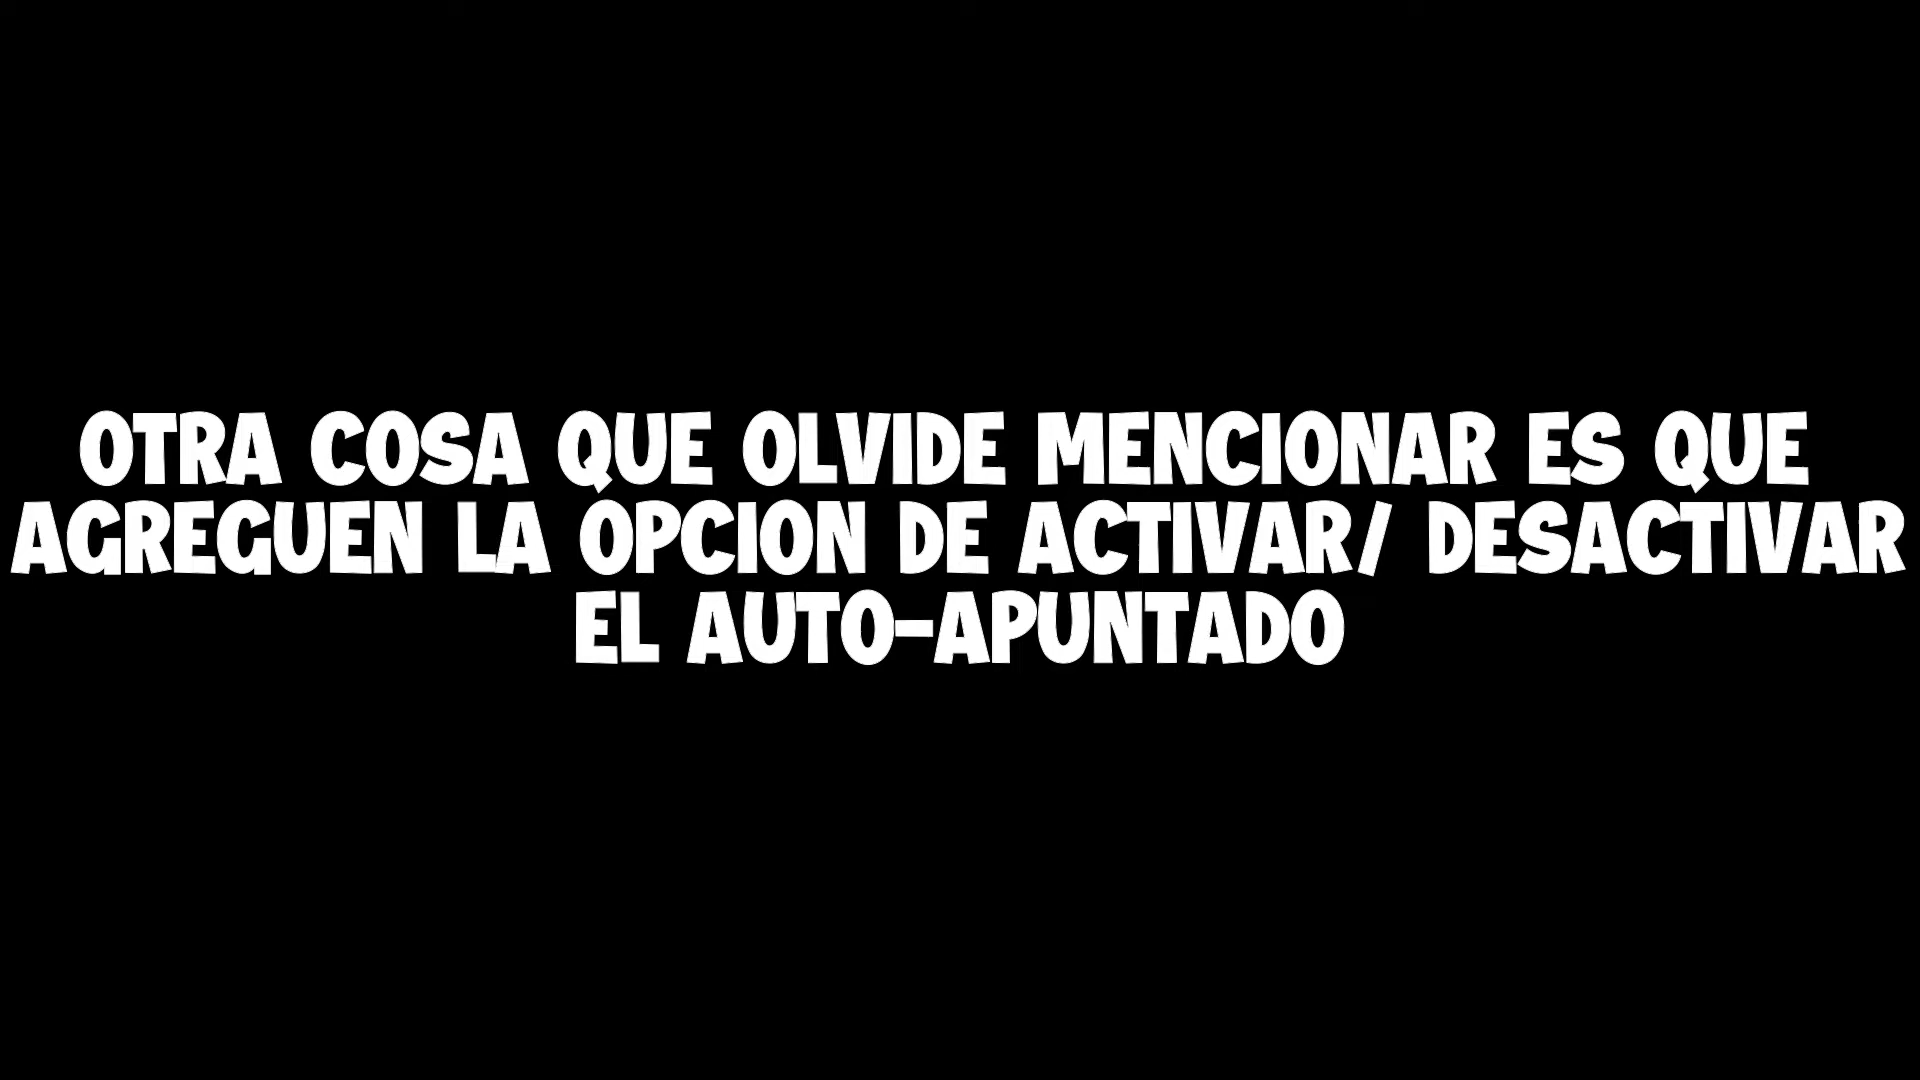 OTRA COSA QUE OLVIDE MENCIONAR ES QUE
AGREGUEN LA OPCION DE ACTIVAR/ DESACTIVAR
EL AUTO-APUNTADO